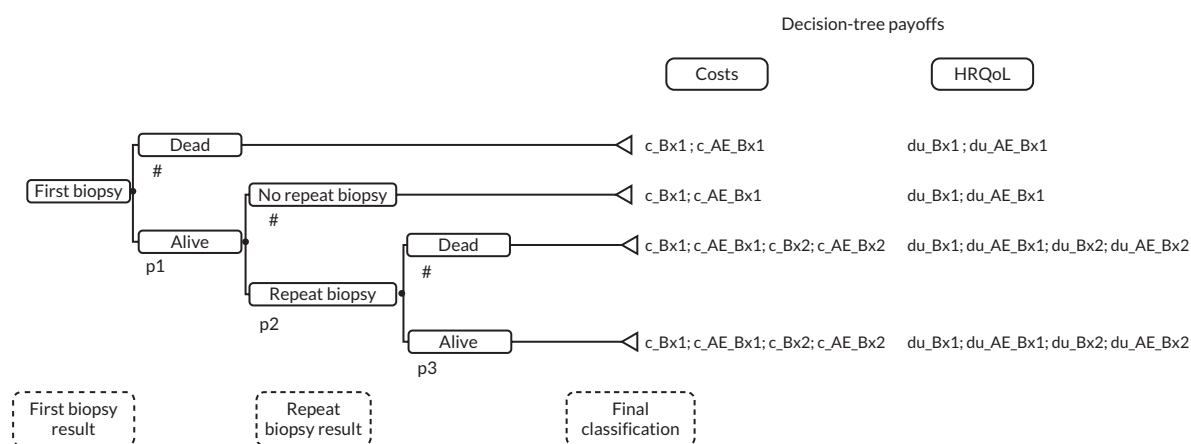 Decision-tree payoffs
Costs
HRQoL
Dead
c_Bx1 ; c_AE_Bx1
du_Bx1 ; du_AE_Bx1
#
First biopsy
No repeat biopsy
c_Bx1; c_AE_Bx1
du_Bx1; du_AE_Bx1
#
Alive
Dead
c_Bx1; c_AE_Bx1; c_Bx2; c_AE_Bx2
du_Bx1; du_AE_Bx1; du_Bx2; du_AE_Bx2
p1
#
Repeat biopsy
p2
Alive
c_Bx1; c_AE_Bx1; c_Bx2; c_AE_Bx2
du_Bx1; du_AE_Bx1; du_Bx2; du_AE_Bx2
p3
First biopsy
result
Repeat
biopsy result
Final
classification